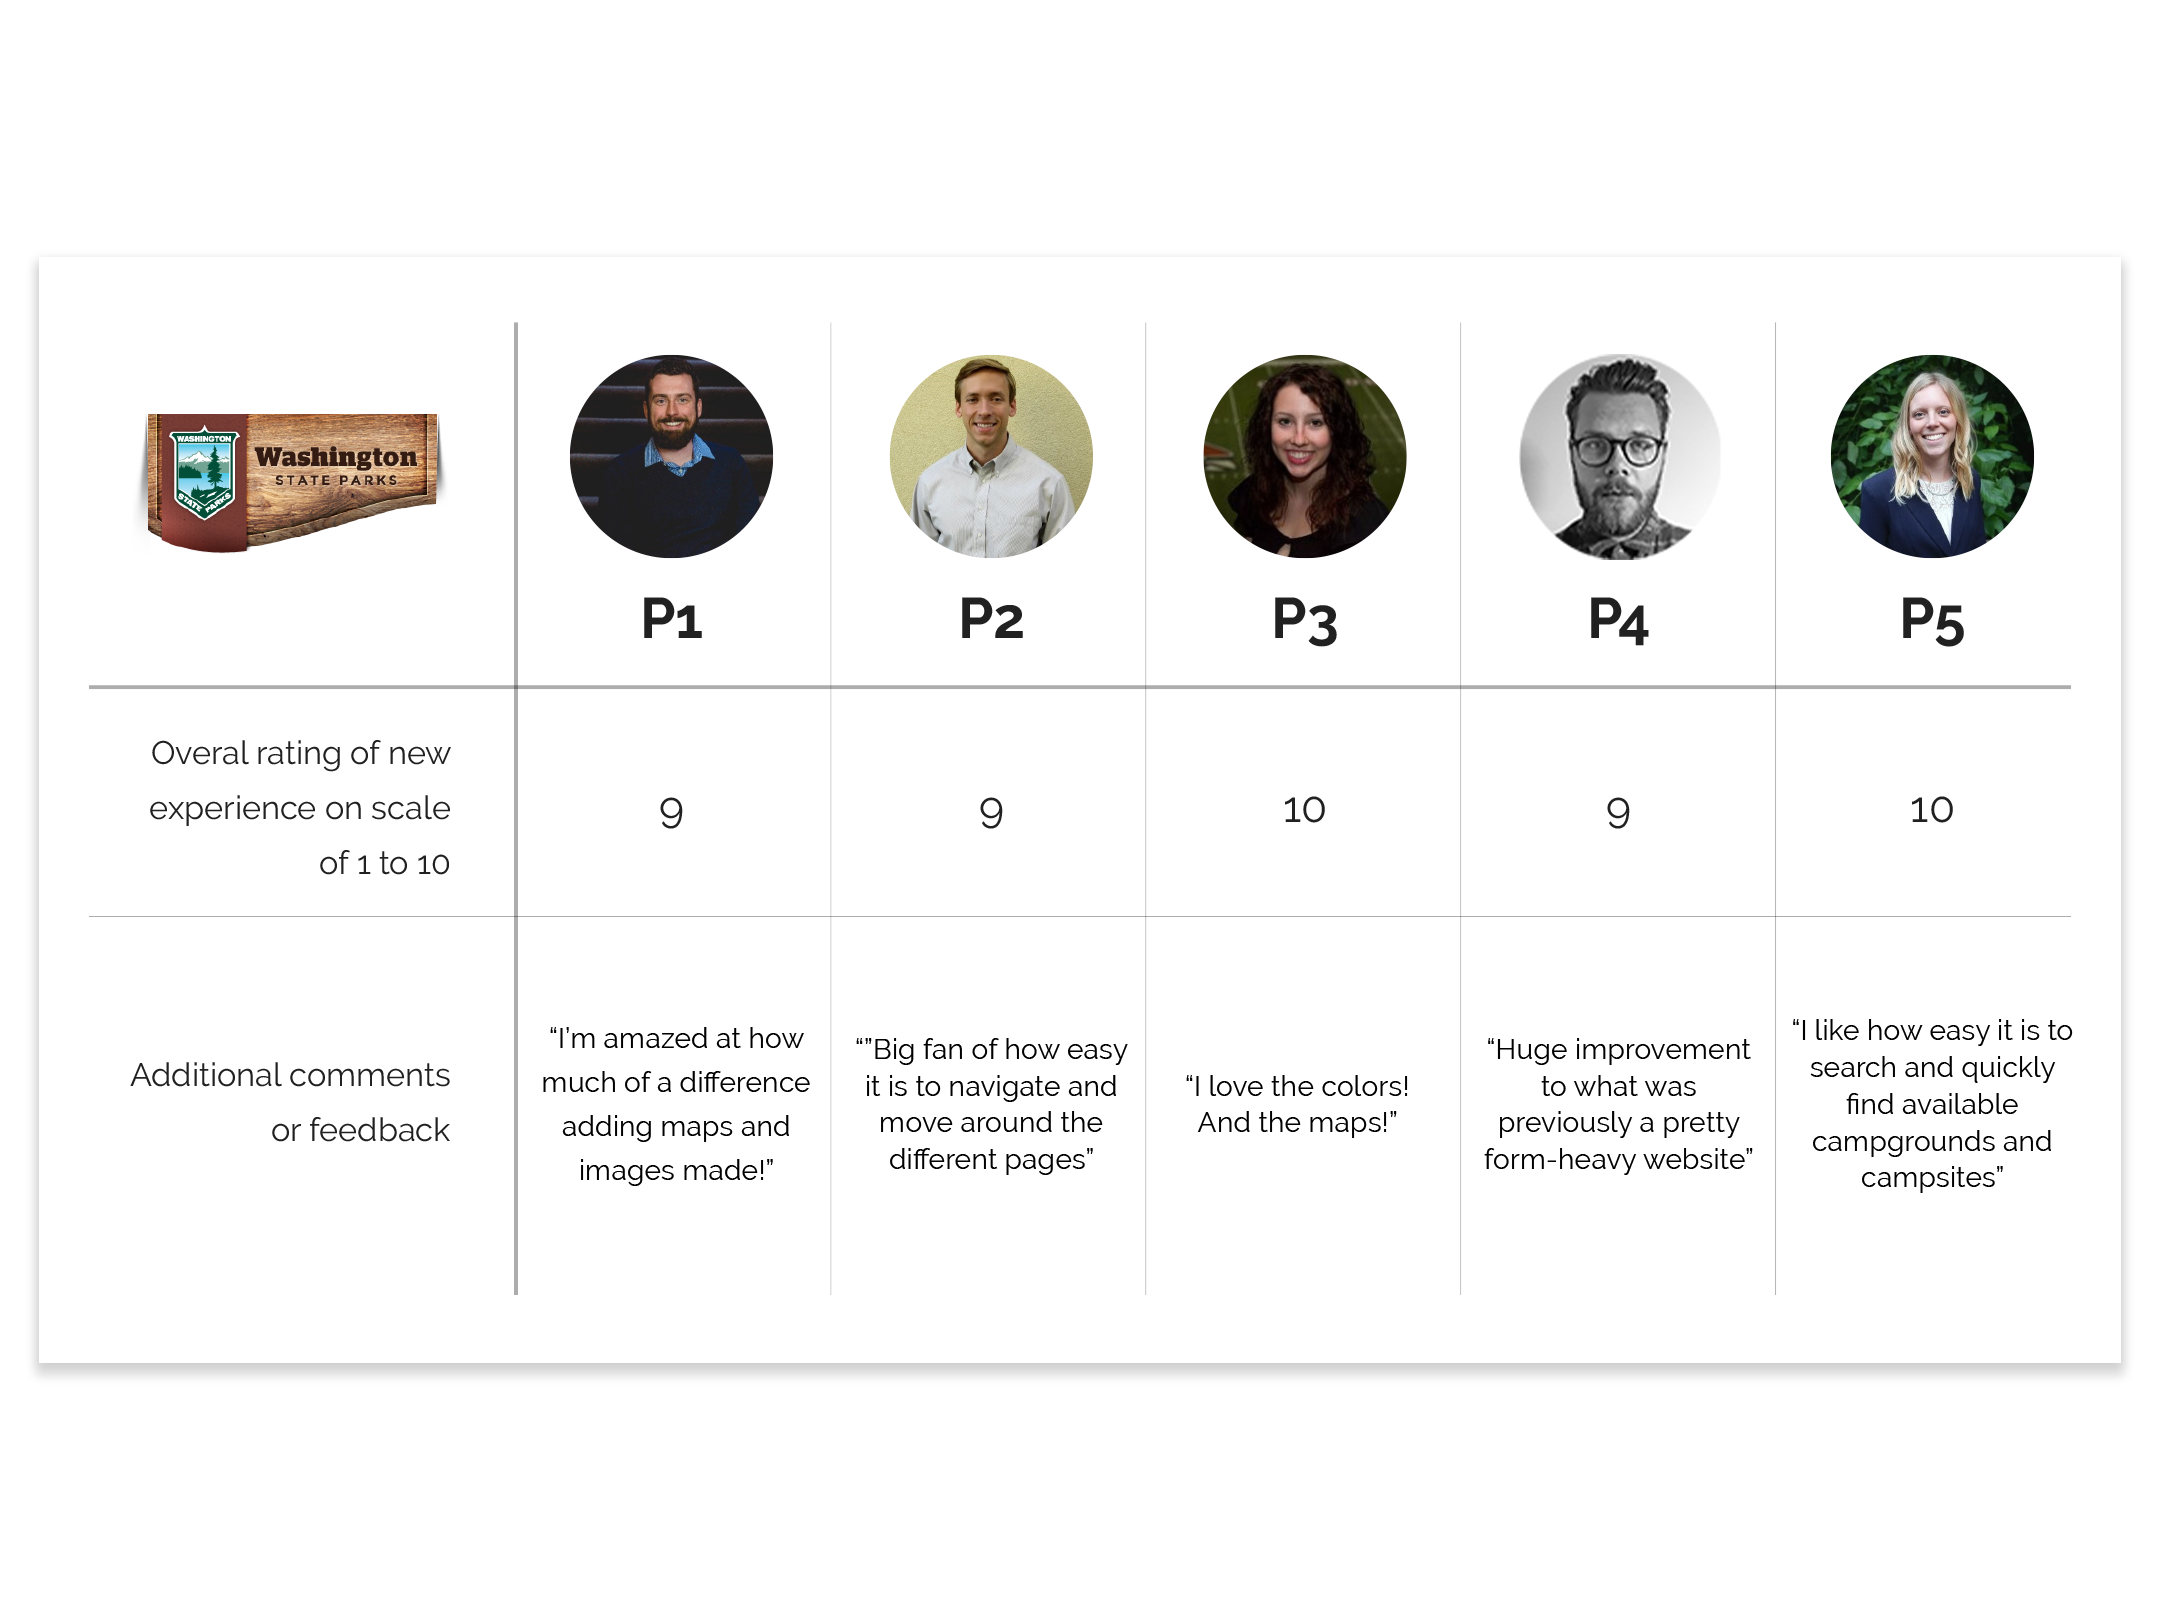 WASHINGTON
STATE PARKS
Washington
STATE PARKS
P1
P2
P3
P4
P5
Overal rating of new
experience on scale
of 1 to 10
9
9
10
9
10
Additional comments
or feedback
“I’m amazed at how
much of a difference
adding maps and
images made!”
“”Big fan of how easy
it is to navigate and
move around the
different pages”
“I love the colors!
And the maps!”
“Huge improvement
to what was
previously a pretty
form-heavy website”
“I like how easy it is to
search and quickly
find available
campgrounds and
campsites”